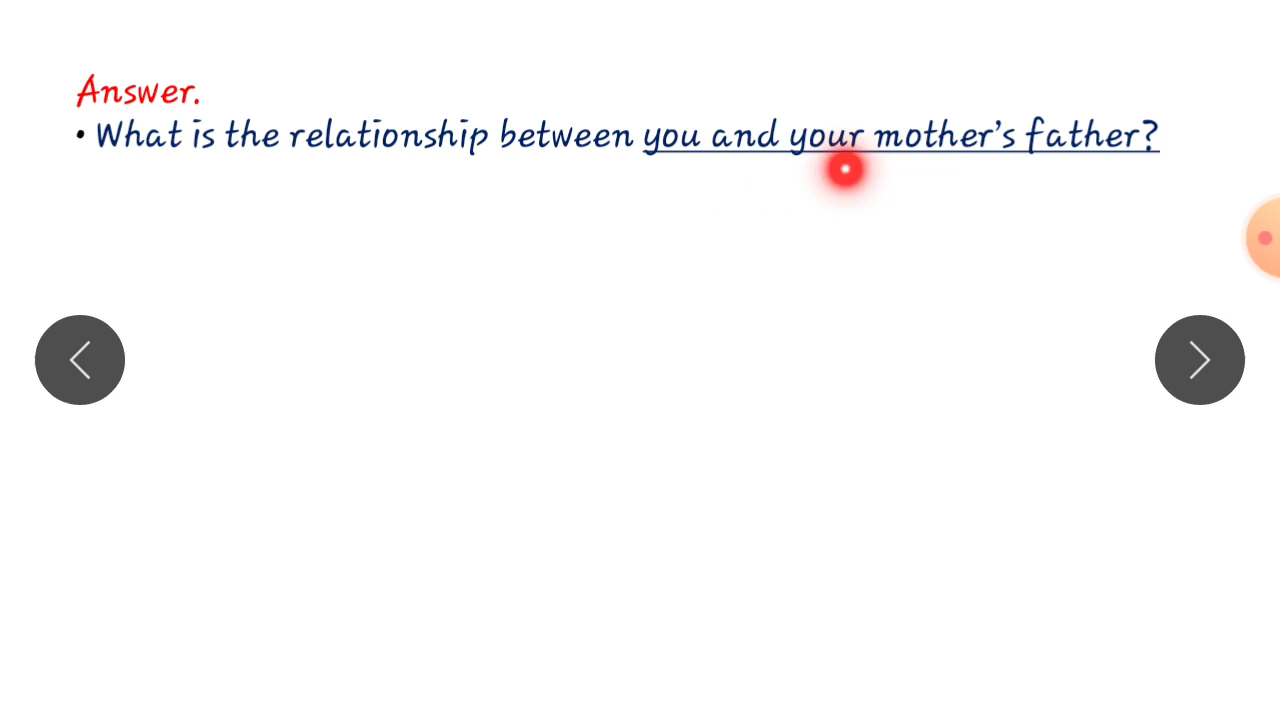 Answer.
• What is the relationship between you and your mother's father?